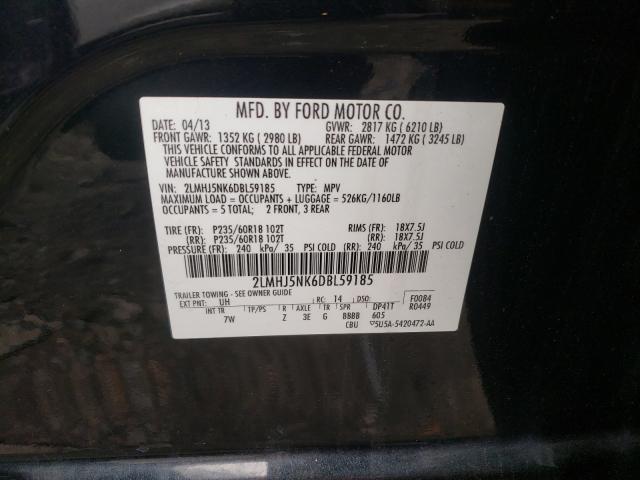 MFD. BY FORD MOTOR CO.
DATE: 04/13 GVWR: 2817 KG ( 6210 LB)
FRONT GAWR: 1352 KG ( 2980 LB) REAR GAWR: 1472 KG ( 3245 LB)
THIS VEHICLE CONFORMS TO ALL APPLICABLE FEDERAL MOTOR
VEHICLE SAFETY STANDARDS IN EFFECT ON THE DATE OF
MANUFACTURE SHOWN ABOVE.
VIN: 2LMHJ5NK6DBL59185 TYPE: MPV
MAXIMUM LOAD = OCCUPANTS + LUGGAGE = 526KG/1160LB
OCCUPANTS = 5 TOTAL; 2 FRONT, 3 REAR
TIRE (FR): P235/60R18 102T RIMS (FR): 18X7.5J
(RR): P235/60R18 102T (RR): 18X7.5J
PRESSURE (FR): 240 kPa/ 35 PSI COLD (RR): 240 kPa/ 35 PSI COLD
2LMHJ5NK6DBL59185
TRAILER TOWING - SEE OWNER GUIDE
EXT PNT: UH RC: 14 DSO: F0084
INT TR TP/PS R AXLE TR SPR DP41T R0449
7W Z 3E G BBBB 605
CBU ▽5U5A-5420472-AA